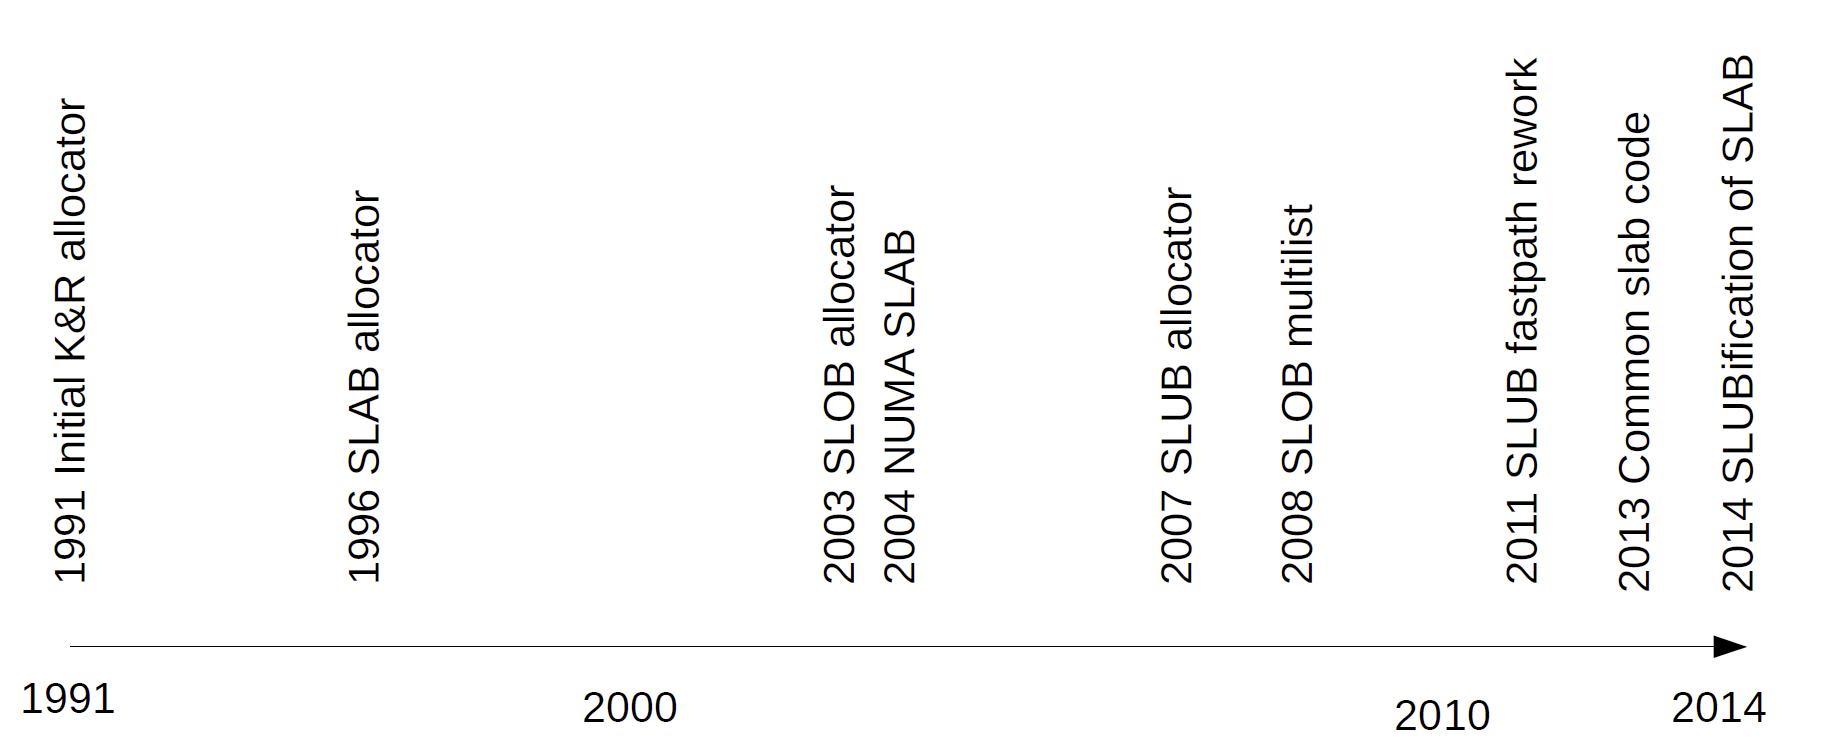 1991 Initial K&R allocator
1996 SLAB allocator
2003 SLOB allocator
2004 NUMA SLAB
2007 SLUB allocator
2008 SLOB multilist
2011 SLUB fastpath rework
2013 Common slab code
2014 SLUBification of SLAB
1991
2000
2010
2014